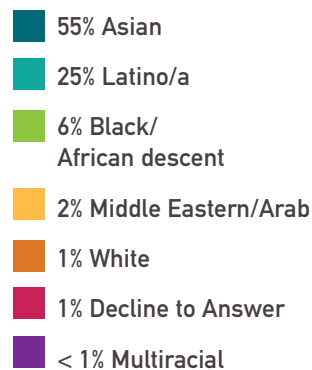 55% Asian
25% Latino/a
6% Black/
African descent
2% Middle Eastern/Arab
1% White
1% Decline to Answer
< 1% Multiracial